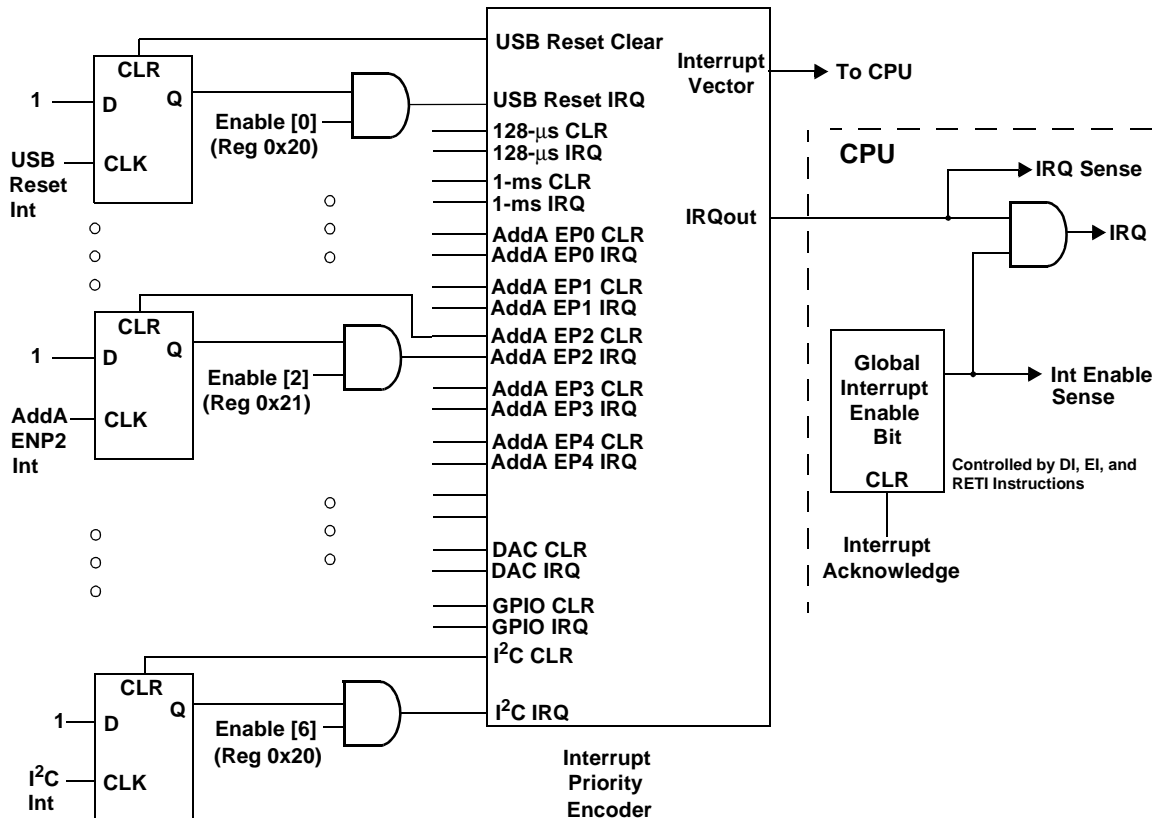 CLR
D
Q
CLK
1
USB
Reset
Int
Enable [0]
(Reg 0x20)
CLR
D
Q
CLK
1
AddA
ENP2
Int
Enable [2]
(Reg 0x21)
CLR
D
Q
CLK
1
I²C
Int
Enable [6]
(Reg 0x20)
USB Reset Clear
USB Reset IRQ
128-μs CLR
128-μs IRQ
1-ms CLR
1-ms IRQ
AddA EP0 CLR
AddA EP0 IRQ
AddA EP1 CLR
AddA EP1 IRQ
AddA EP2 CLR
AddA EP2 IRQ
AddA EP3 CLR
AddA EP3 IRQ
AddA EP4 CLR
AddA EP4 IRQ
DAC CLR
DAC IRQ
GPIO CLR
GPIO IRQ
I²C CLR
I²C IRQ
Interrupt
Vector
IRQout
Interrupt
Priority
Encoder
To CPU
CPU
IRQ Sense
IRQ
Global
Interrupt
Enable
Bit
CLR
Int Enable
Sense
Controlled by DI, EI, and
RETI Instructions
Interrupt
Acknowledge